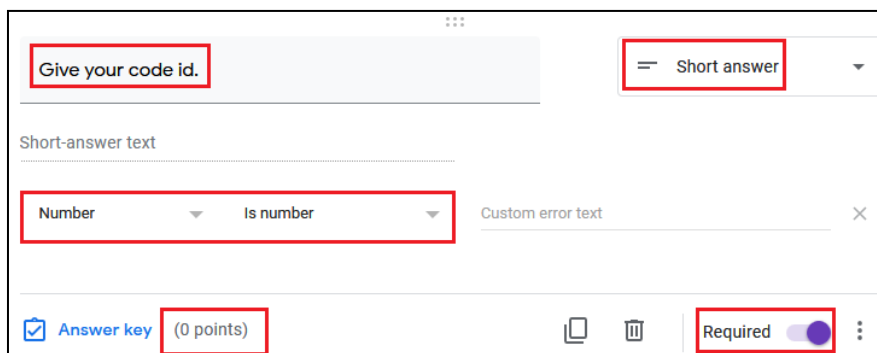 Give your code id.
Short answer
Short-answer text
Number Is number Custom error text
Answer key (0 points) Required